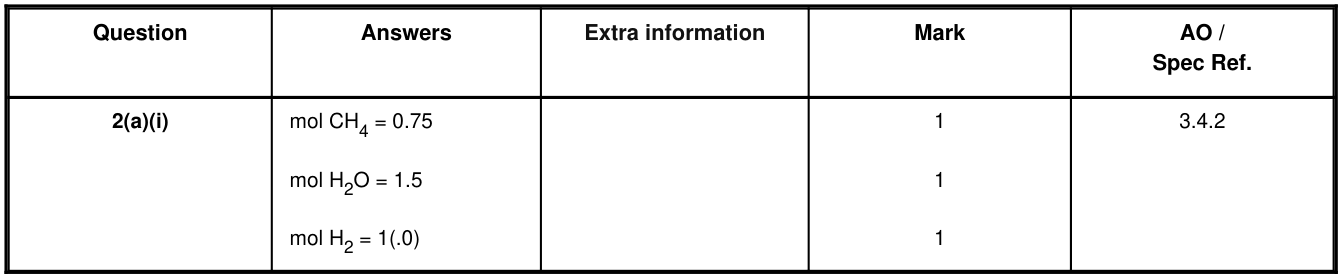 Question Answers Extra information Mark AO /
Spec Ref.
2(a)(i) mol CH₄ = 0.75 1 3.4.2
mol H₂O = 1.5 1
mol H₂ = 1(.0) 1